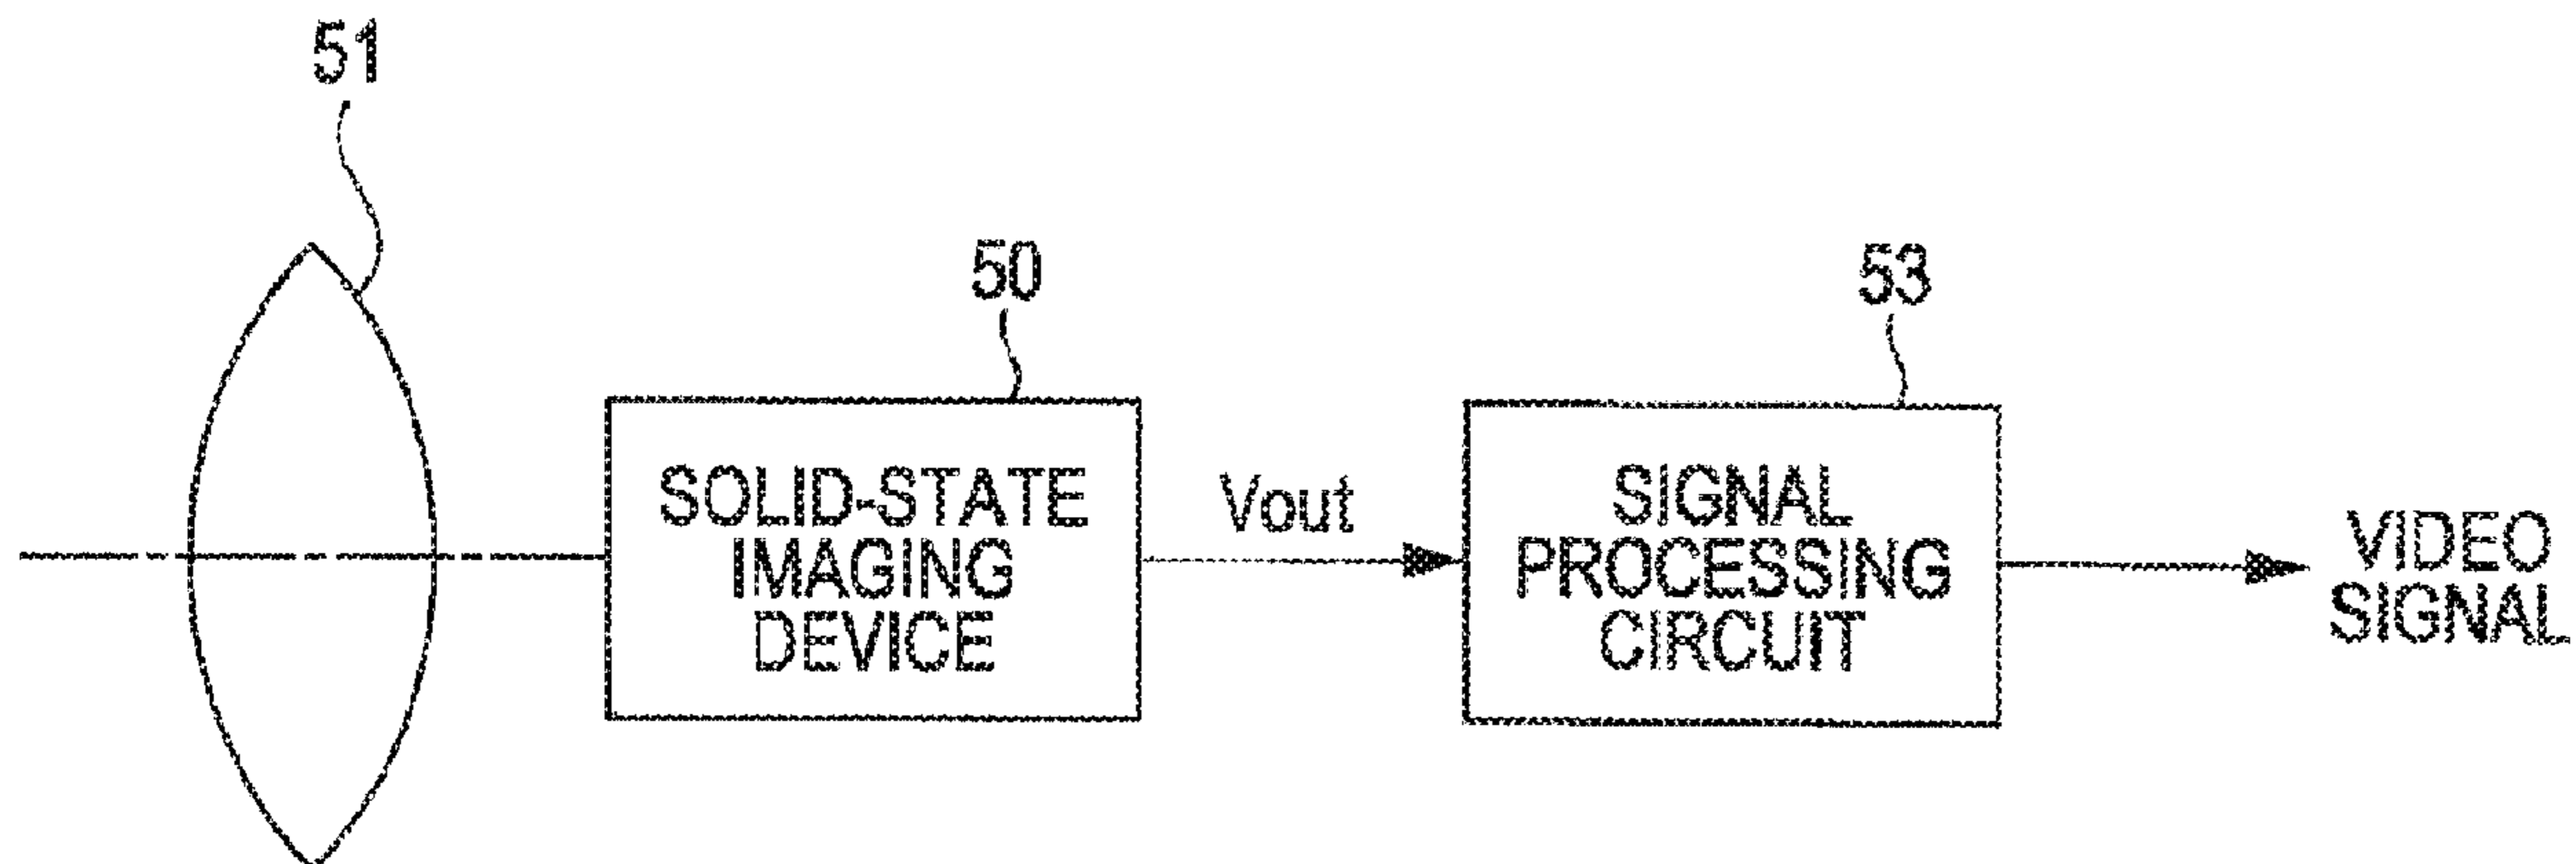 51
50
53
SOLID-STATE
IMAGING
DEVICE
Vout
SIGNAL
PROCESSING
CIRCUIT
VIDEO
SIGNAL